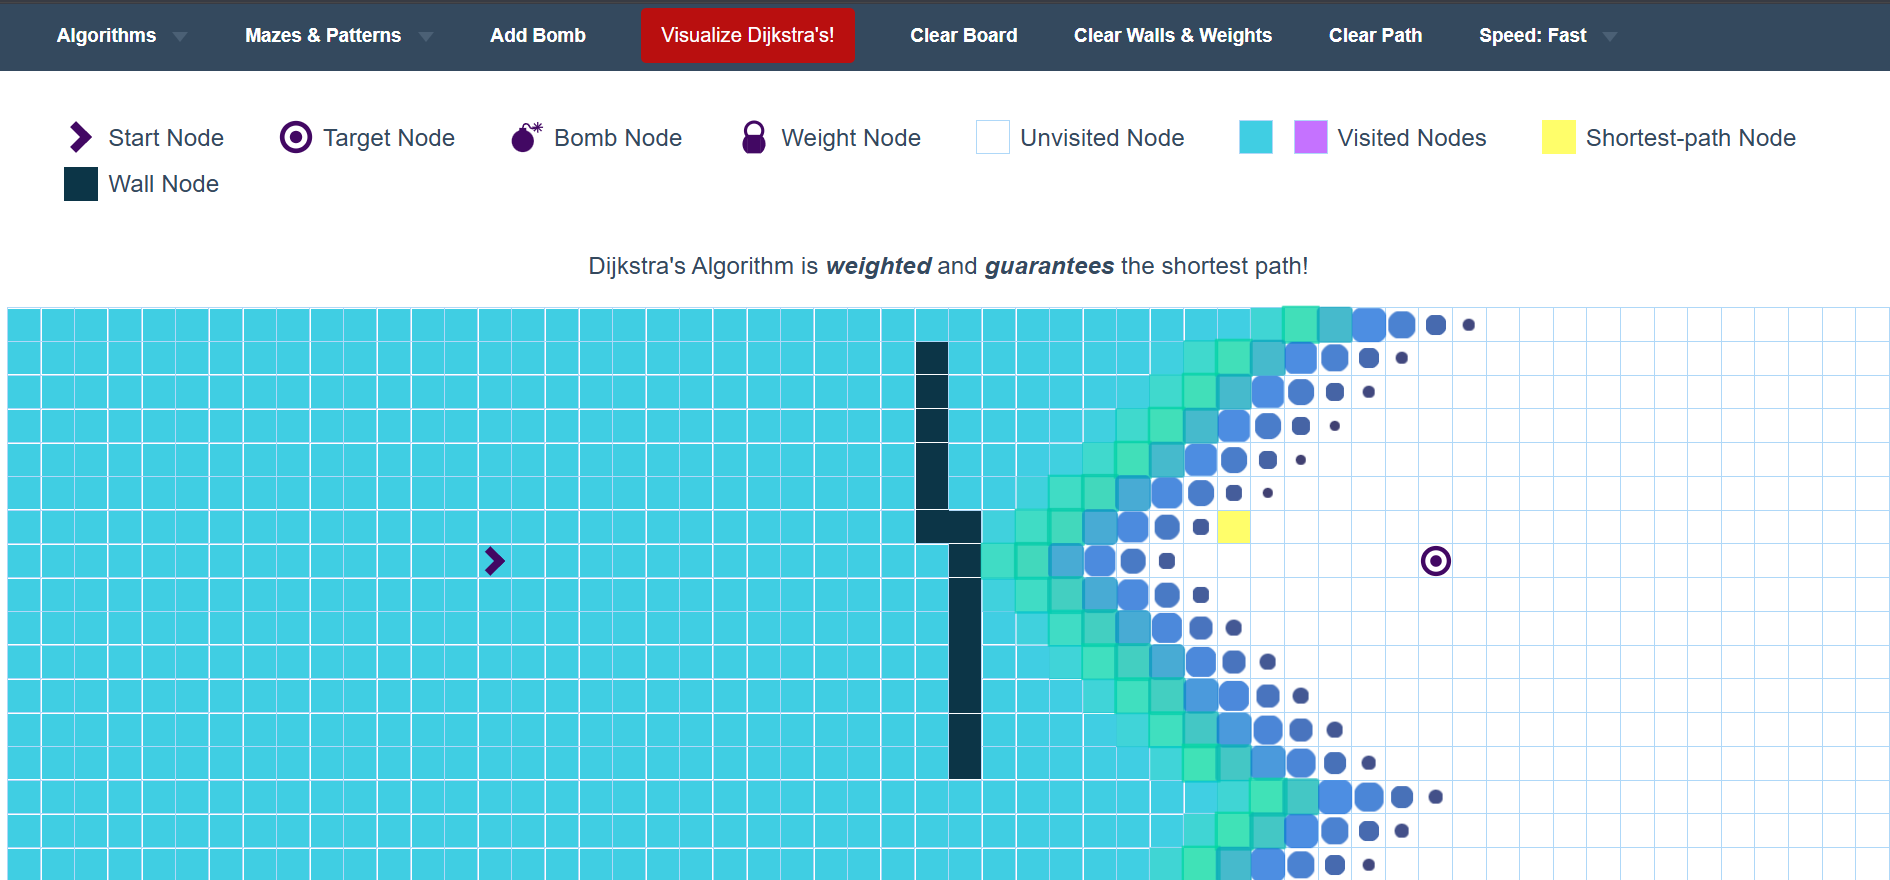 Algorithms Mazes & Patterns Add Bomb Visualize Dijkstra's! Clear Board Clear Walls & Weights Clear Path Speed: Fast
Start Node Target Node Bomb Node Weight Node Unvisited Node Visited Nodes Shortest-path Node
Wall Node
Dijkstra's Algorithm is weighted and guarantees the shortest path!